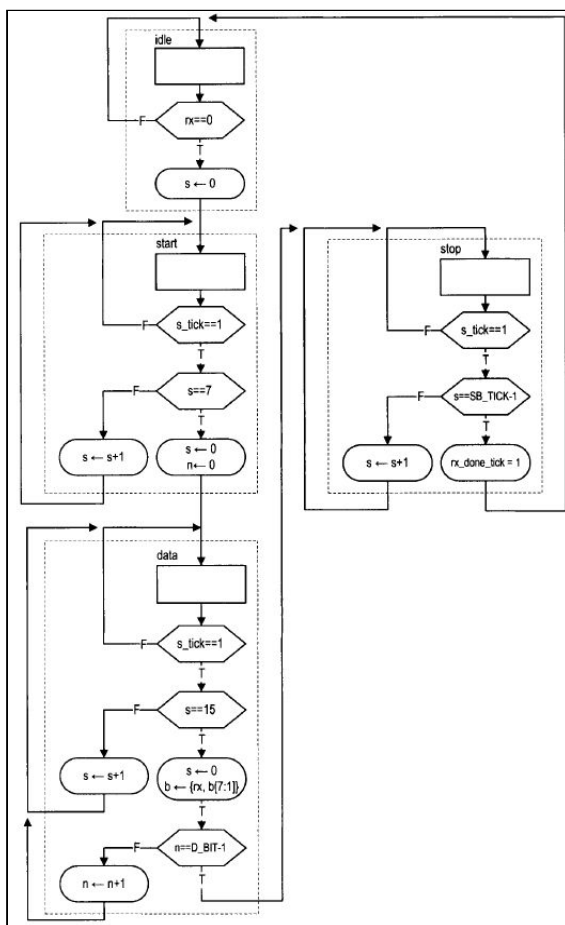 idle
F
rx==0
T
s ← 0
start
F
s_tick==1
T
F
s==7
T
s ← s+1
s ← 0
n← 0
data
F
s_tick==1
T
F
s==15
T
s ← s+1
s ← 0
b ← {rx, b[7:1]}
T
F
n==D_BIT-1
T
n ← n+1
stop
F
s_tick==1
T
F
s==SB_TICK-1
T
s ← s+1
rx_done_tick = 1